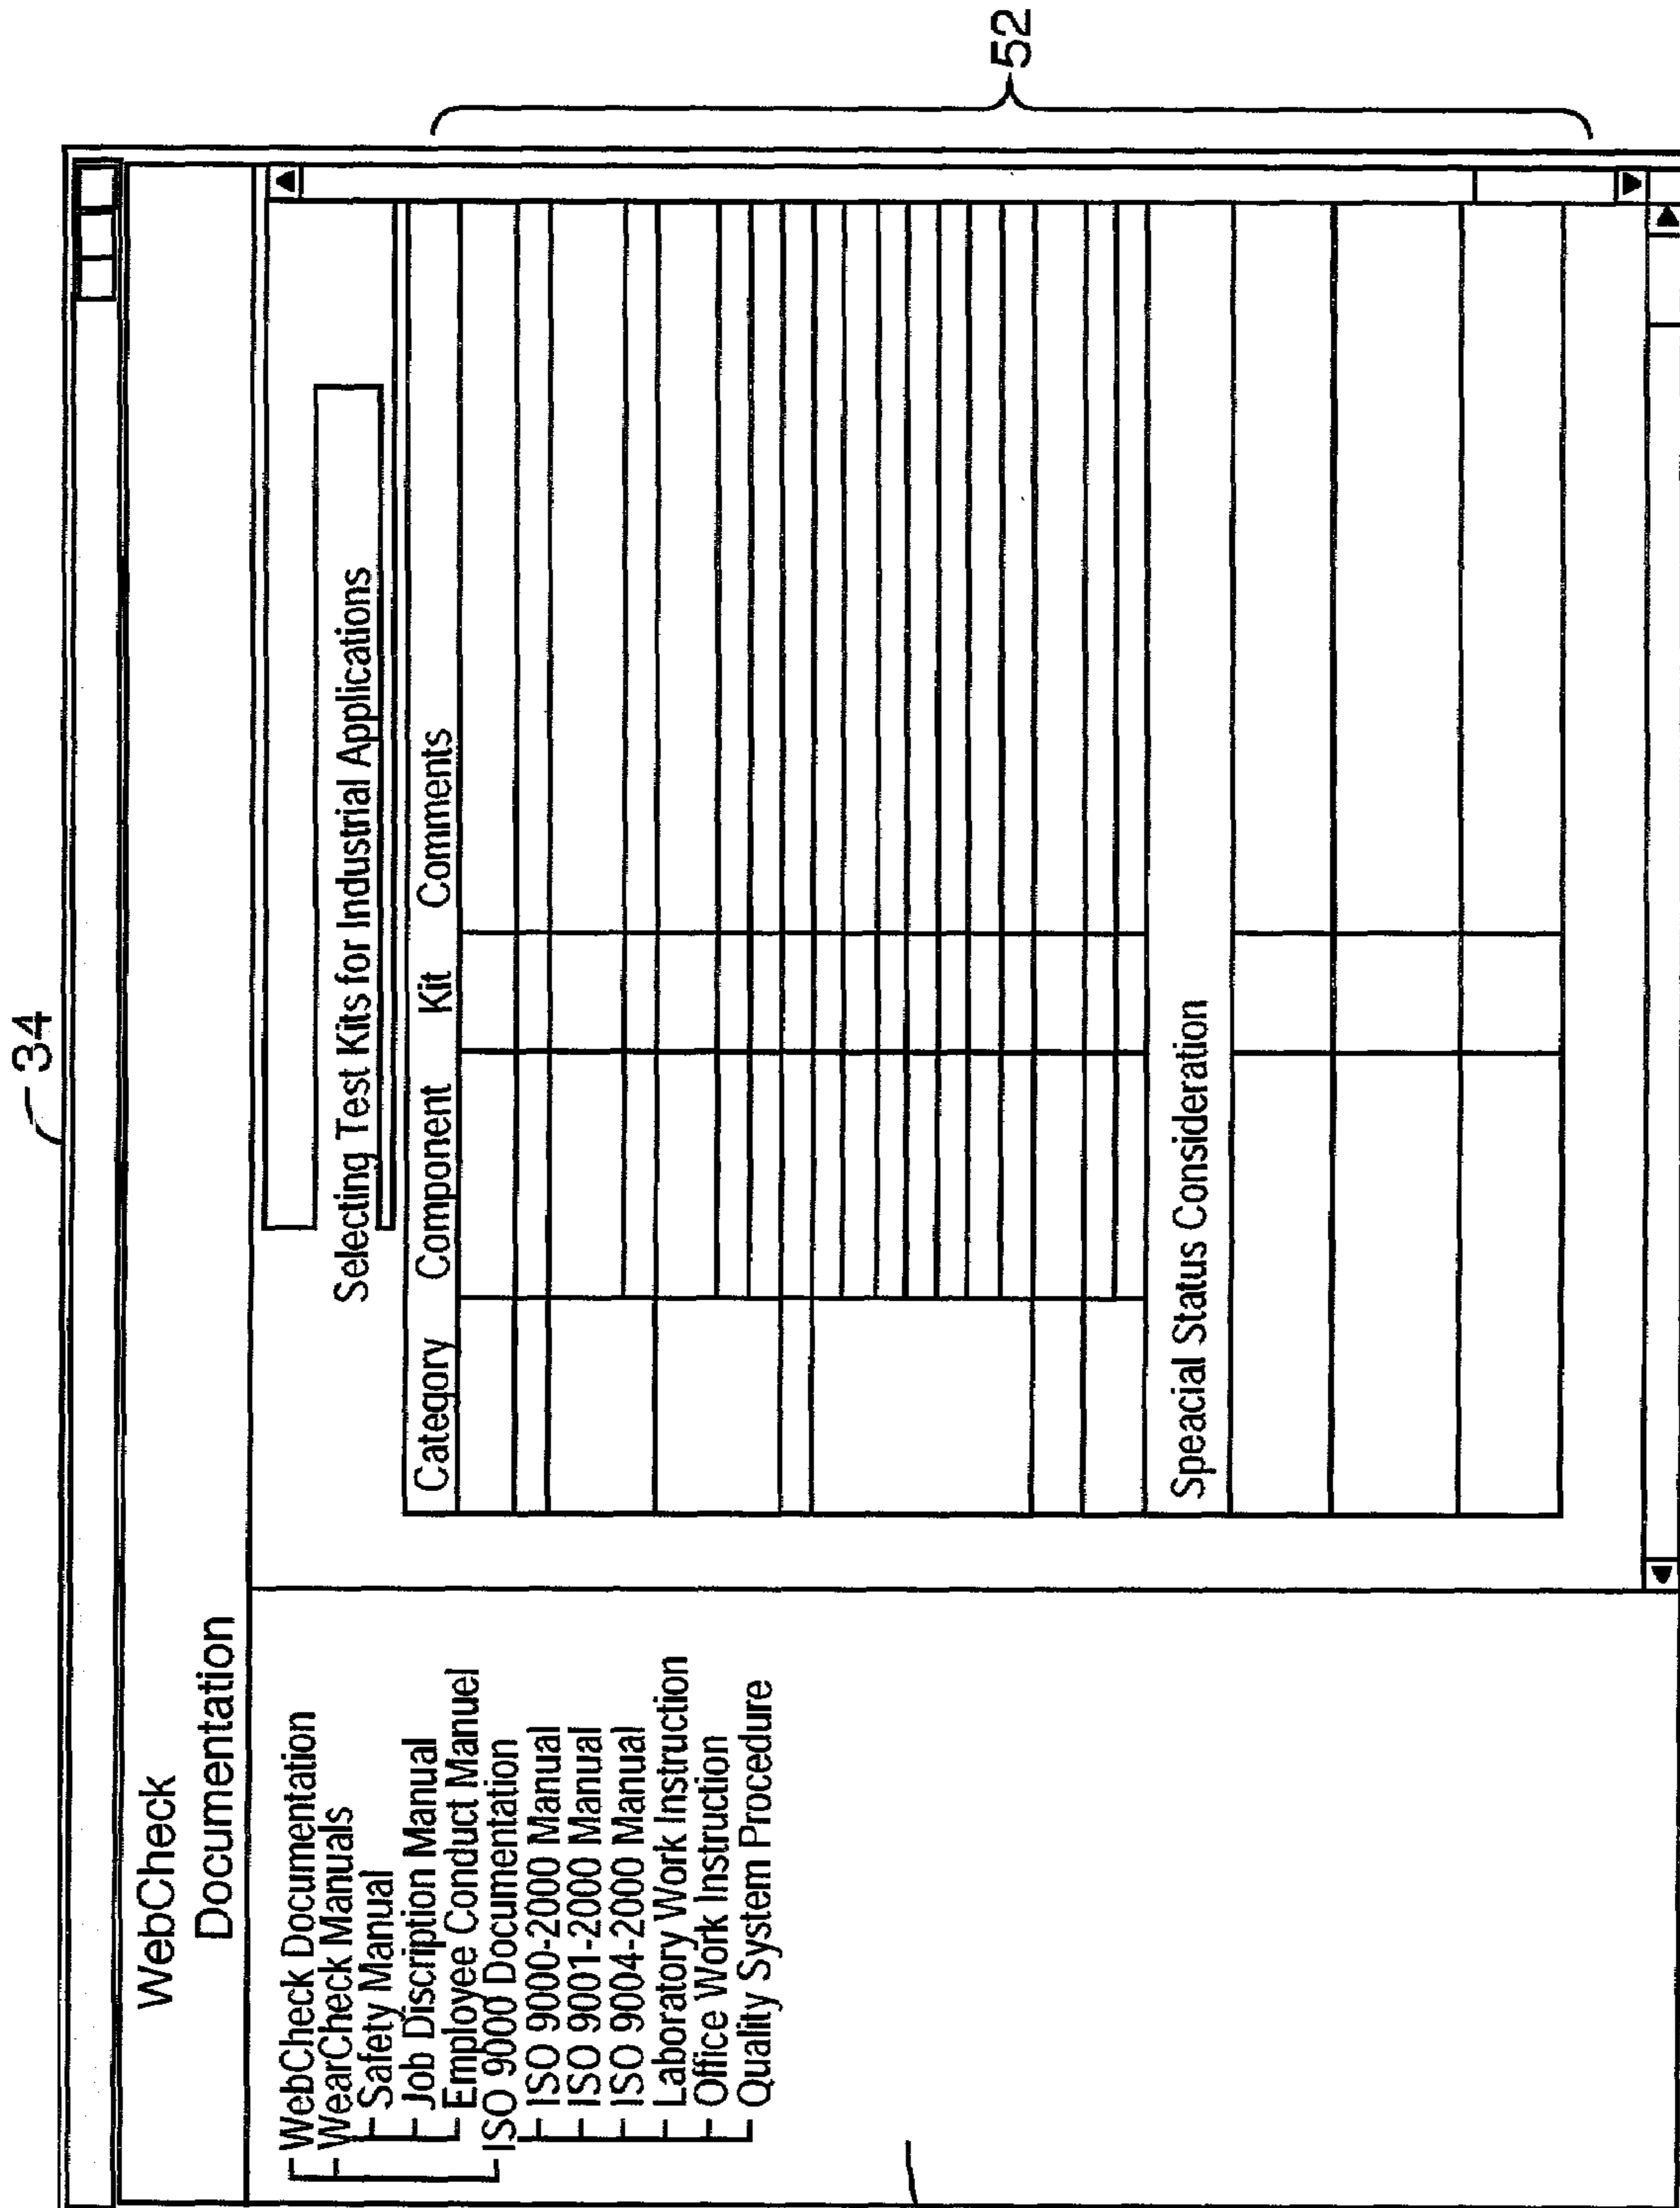 34
WebCheck
Documentation
WebCheck Documentation
WearCheck Manuals
Safety Manual
Job Discription Manual
Employee Conduct Manuel
ISO 9000 Documentation
ISO 9000-2000 Manual
ISO 9001-2000 Manual
ISO 9004-2000 Manual
Laboratory Work Instruction
Office Work Instruction
Quality System Procedure
Selecting Test Kits for Industrial Applications
Category Component Kit Comments
Speacial Status Consideration
52